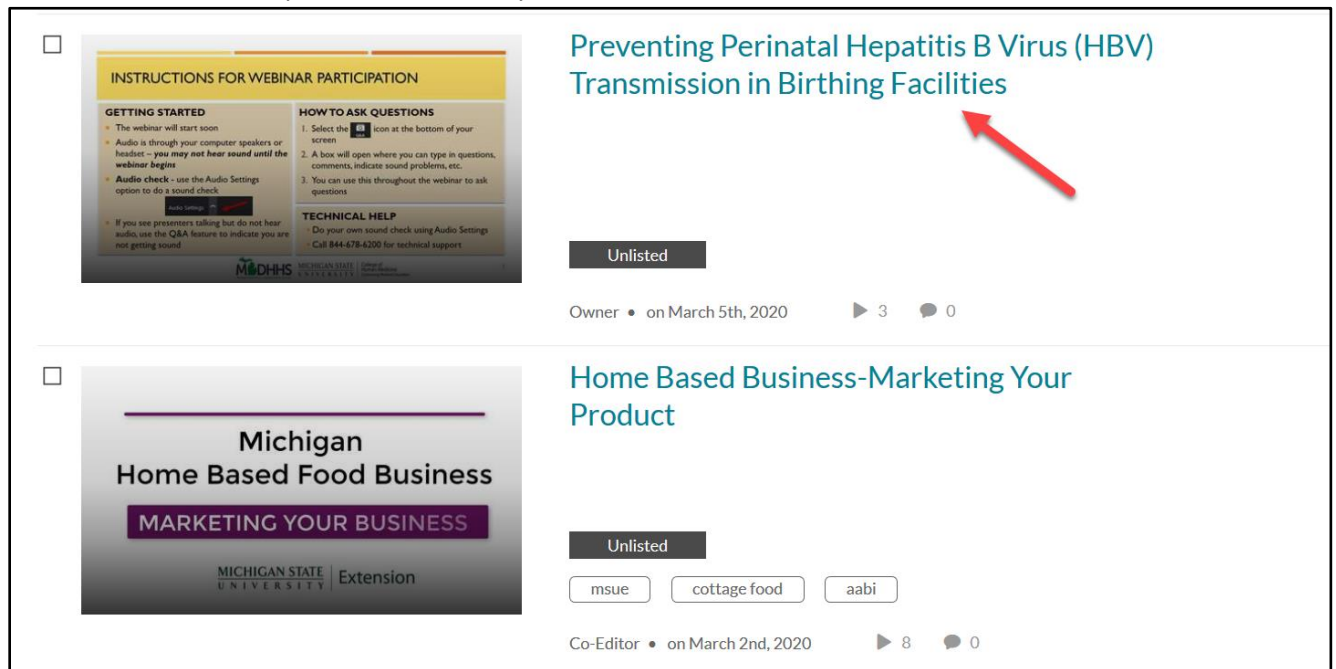 Preventing Perinatal Hepatitis B Virus (HBV)
Transmission in Birthing Facilities
INSTRUCTIONS FOR WEBINAR PARTICIPATION
GETTING STARTED
The webinar will start soon
Audio is through your computer speakers or
headset – you may not hear sound until the
webinar begins
Audio check - use the Audio Settings
option to do a sound check
Audio Settings
If you see presenters talking but do not hear
audio, use the Q&A feature to indicate you are
not getting sound
HOW TO ASK QUESTIONS
1. Select the icon at the bottom of your
screen
2. A box will open where you can type in questions,
comments, indicate sound problems, etc.
3. You can use this throughout the webinar to ask
questions
TECHNICAL HELP
Do your own sound check using Audio Settings
Call 844-678-6200 for technical support
MDHHS
MICHIGAN STATE
UNIVERSITY
Unlisted
Owner • on March 5th, 2020 3 0
Home Based Business-Marketing Your
Product
Michigan
Home Based Food Business
MARKETING YOUR BUSINESS
MICHIGAN STATE
UNIVERSITY
Extension
Unlisted
msue cottage food aabi
Co-Editor • on March 2nd, 2020 8 0